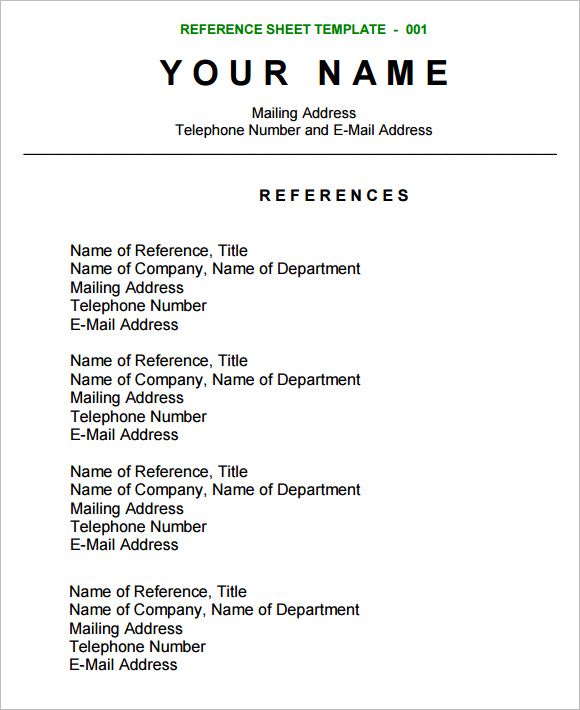 REFERENCE SHEET TEMPLATE - 001
YOUR NAME
Mailing Address
Telephone Number and E-Mail Address
REFERENCES
Name of Reference, Title
Name of Company, Name of Department
Mailing Address
Telephone Number
E-Mail Address
Name of Reference, Title
Name of Company, Name of Department
Mailing Address
Telephone Number
E-Mail Address
Name of Reference, Title
Name of Company, Name of Department
Mailing Address
Telephone Number
E-Mail Address
Name of Reference, Title
Name of Company, Name of Department
Mailing Address
Telephone Number
E-Mail Address